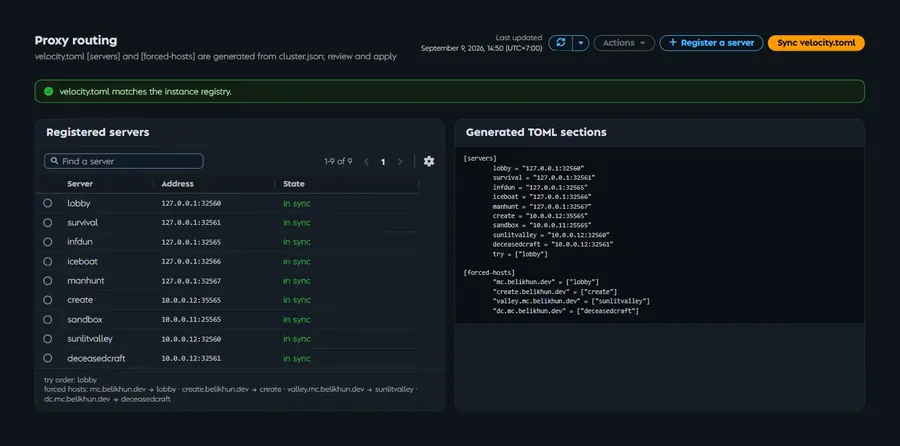 Proxy routing
velocity.toml [servers] and [forced-hosts] are generated from cluster.json; review and apply
Last updated
September 9, 2026, 14:50 (UTC+7:00)
Actions
+ Register a server
Sync velocity.toml
velocity.toml matches the instance registry.
Registered servers
Find a server
1-9 of 9
1
Server Address State
lobby 127.0.0.1:32560 in sync
survival 127.0.0.1:32561 in sync
infdun 127.0.0.1:32565 in sync
iceboat 127.0.0.1:32566 in sync
manhunt 127.0.0.1:32567 in sync
create 10.0.0.12:35565 in sync
sandbox 10.0.0.11:25565 in sync
sunlitvalley 10.0.0.12:32560 in sync
deceasedcraft 10.0.0.12:32561 in sync
try order: lobby
forced hosts: mc.belikhun.dev → lobby · create.belikhun.dev → create · valley.mc.belikhun.dev → sunlitvalley ·
dc.mc.belikhun.dev → deceasedcraft
Generated TOML sections
[servers]
lobby = "127.0.0.1:32560"
survival = "127.0.0.1:32561"
infdun = "127.0.0.1:32565"
iceboat = "127.0.0.1:32566"
manhunt = "127.0.0.1:32567"
create = "10.0.0.12:35565"
sandbox = "10.0.0.11:25565"
sunlitvalley = "10.0.0.12:32560"
deceasedcraft = "10.0.0.12:32561"
try = ["lobby"]
[forced-hosts]
"mc.belikhun.dev" = ["lobby"]
"create.belikhun.dev" = ["create"]
"valley.mc.belikhun.dev" = ["sunlitvalley"]
"dc.mc.belikhun.dev" = ["deceasedcraft"]